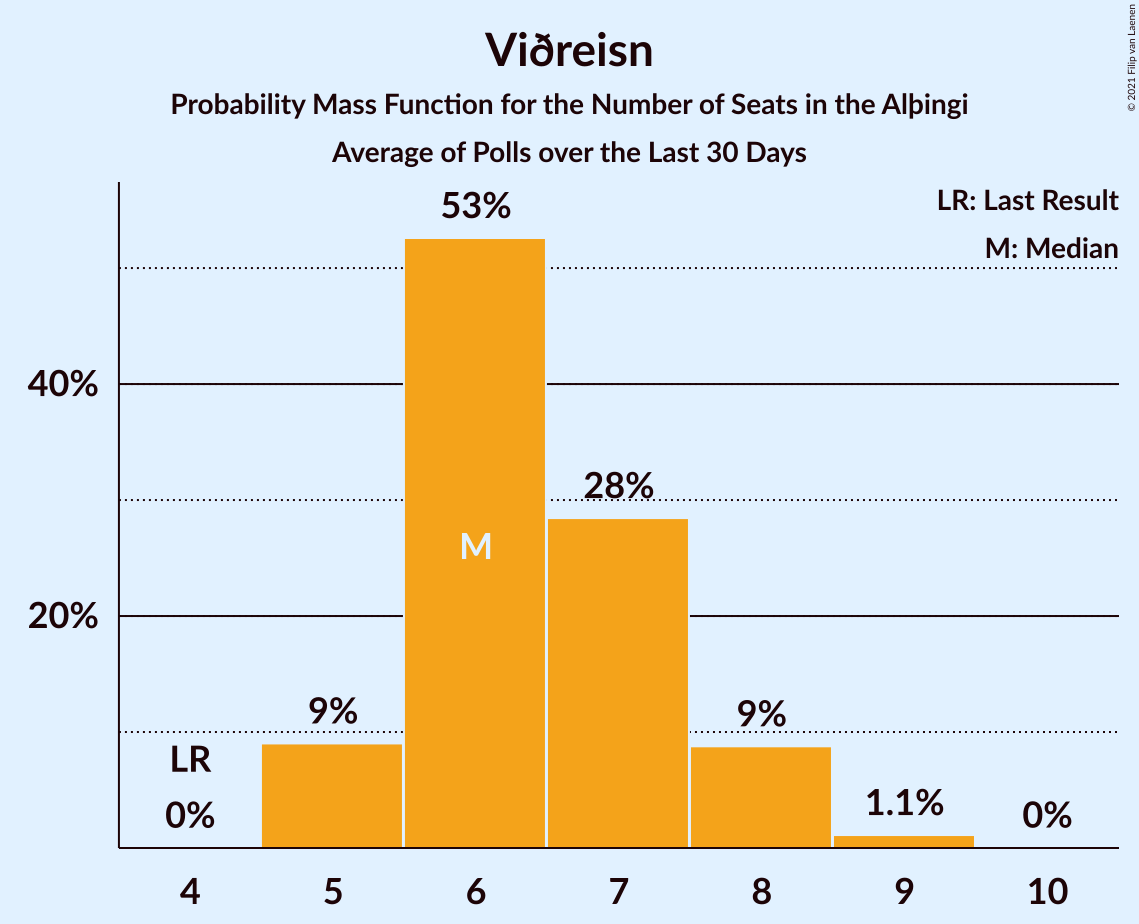 Viðreisn
Probability Mass Function for the Number of Seats in the Alþingi
Average of Polls over the Last 30 Days
© 2021 Filip van Laenen
LR: Last Result
M: Median
53%
40%
28%
M
20%
9%
9%
LR
1.1%
0%
0%
4 5 6 7 8 9 10